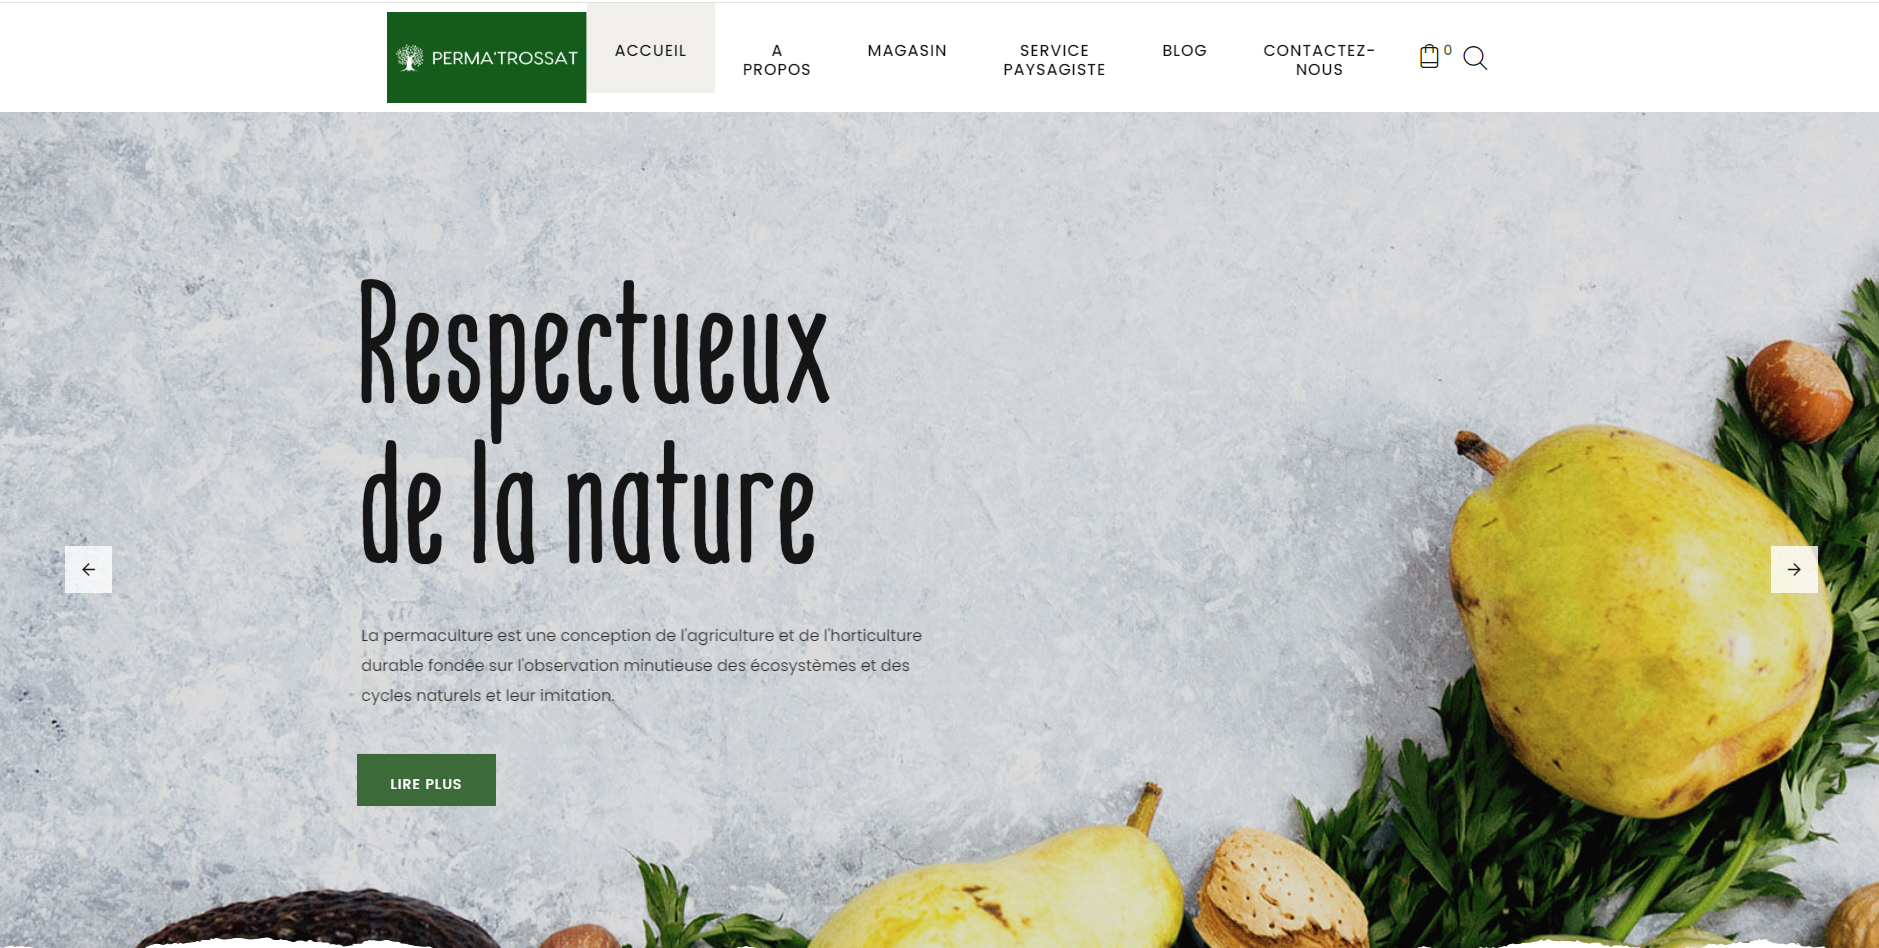 PERMA'TROSSAT
ACCUEIL
A
PROPOS
MAGASIN
SERVICE
PAYSAGISTE
BLOG
CONTACTEZ-
NOUS
0
Respectueux
de la nature
La permaculture est une conception de l'agriculture et de l'horticulture
durable fondée sur l'observation minutieuse des écosystèmes et des
cycles naturels et leur imitation.
LIRE PLUS